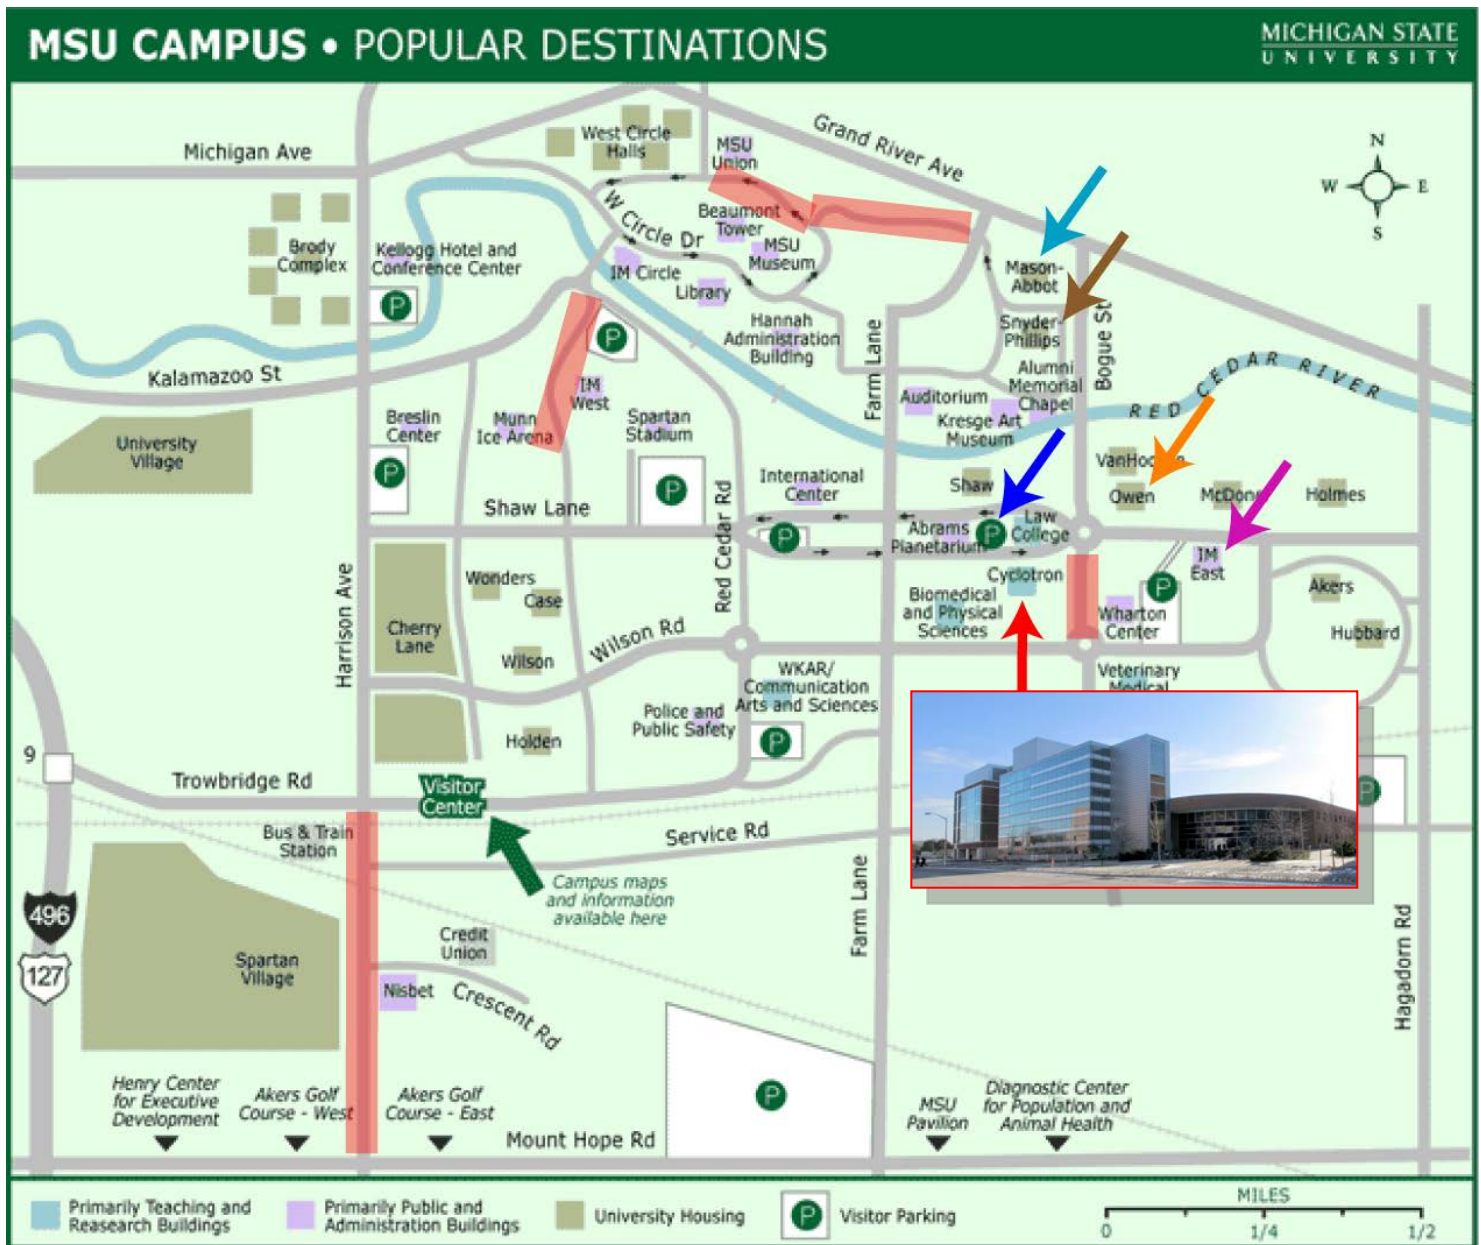 MSU CAMPUS • POPULAR DESTINATIONS
MICHIGAN STATE
UNIVERSITY
Michigan Ave
West Circle
Halls
MSU
Union
Grand River Ave
N
W
E
S
Brody
Complex
Kellogg Hotel and
Conference Center
W Circle Dr
Beaumont
Tower
MSU
Museum
IM Circle
Library
Hannah
Administration
Building
Mason-
Abbot
Snyder-
Phillips
Bogue St
Alumni
Memorial
Chapel
Farm Lane
Auditorium
Kresge Art
Museum
RED CEDAR RIVER
Kalamazoo St
P
P
University
Village
Breslin
Center
Munn
Ice Arena
IM
West
Spartan
Stadium
P
P
Shaw Lane
Red Cedar Rd
International
Center
P
Shaw
Abrams
Planetarium
P
Law
College
Owen
Holmes
IM
East
Cyclotron
Biomedical
and Physical
Sciences
Wharton
Center
P
Akers
Hubbard
Harrison Ave
Wonders
Case
Cherry
Lane
Wilson
Wilson Rd
Holden
Police and
Public Safety
WKAR/
Communication
Arts and Sciences
P
Veterinary
Medical
9
Trowbridge Rd
Visitor
Center
Bus & Train
Station
Service Rd
Campus maps
and information
available here
P
496
127
Spartan
Village
Credit
Union
Nisbet
Crescent Rd
Farm Lane
Hagadorn Rd
Henry Center
for Executive
Development
Akers Golf
Course - West
Akers Golf
Course - East
Mount Hope Rd
P
MSU
Pavilion
Diagnostic Center
for Population and
Animal Health
Primarily Teaching and
Reasearch Buildings
Primarily Public and
Administration Buildings
University Housing
P
Visitor Parking
MILES
0
1/4
1/2